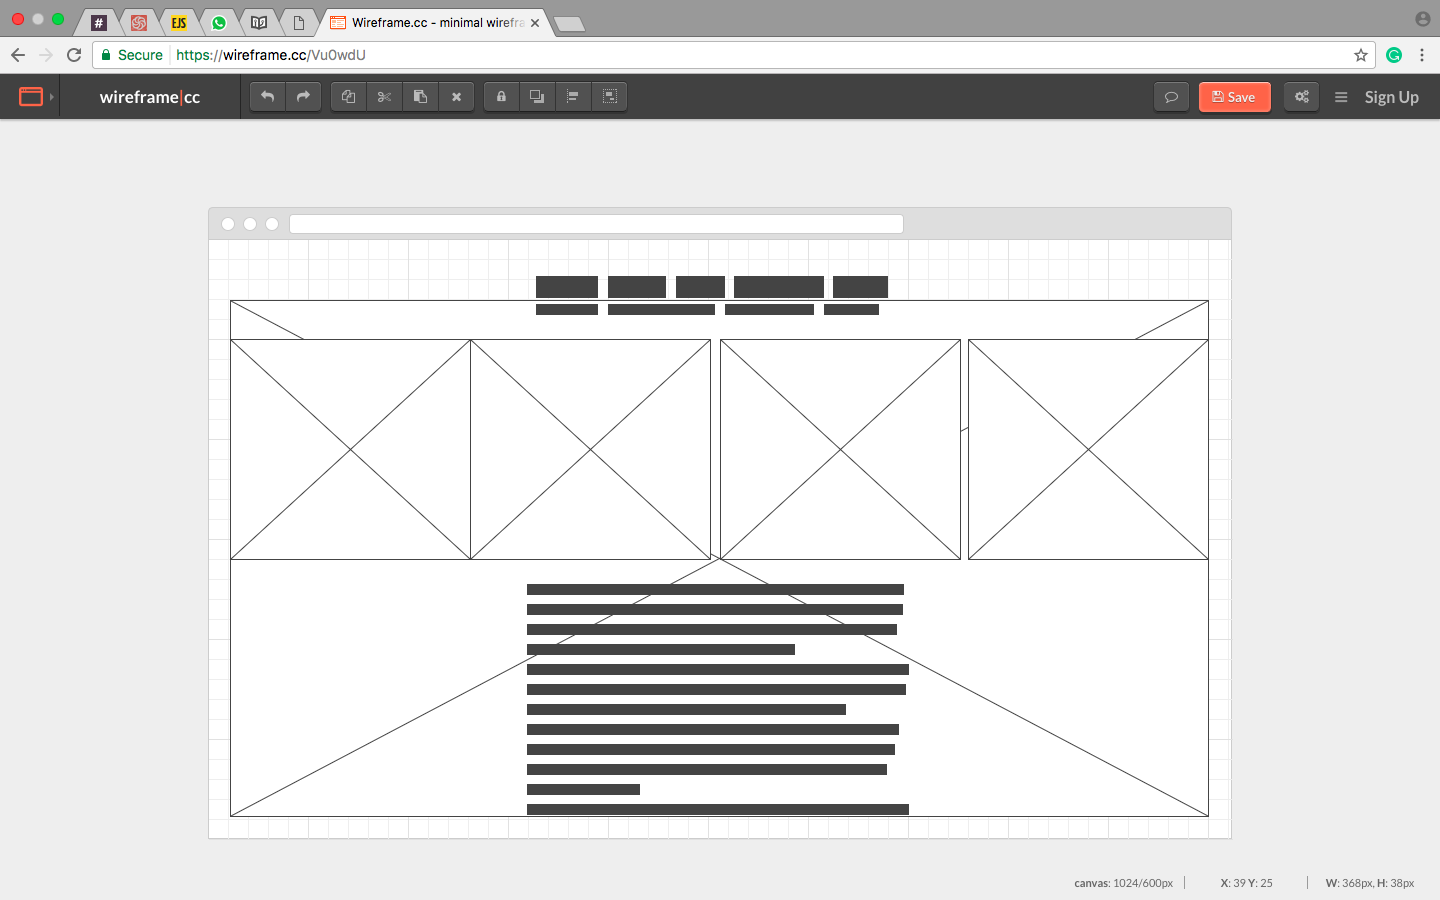 #
EJS
Wireframe.cc - minimal wirefra
Secure
https://wireframe.cc/Vu0wdU
wireframe|cc
Save
Sign Up
canvas: 1024/600px
X: 39 Y: 25
W: 368px, H: 38px